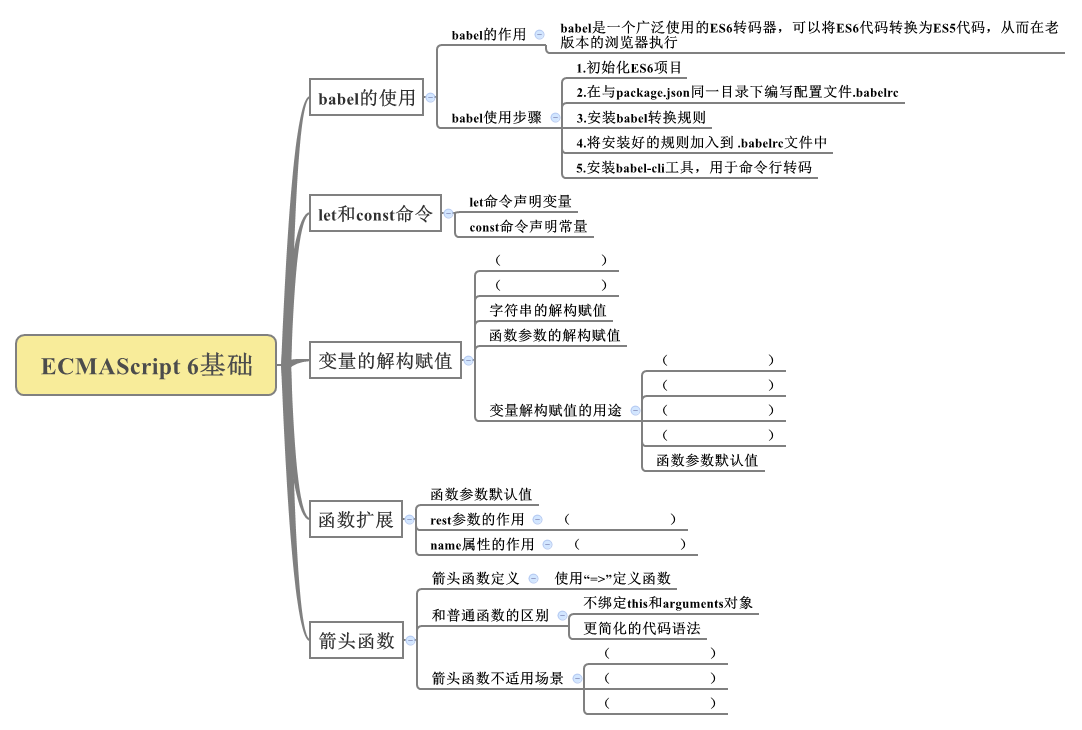 babel是一个广泛使用的ES6转码器，可以将ES6代码转换为ES5代码，从而在老
版本的浏览器执行
babel的作用
1.初始化ES6项目
2.在与package.json同一目录下编写配置文件.babelrc
babel的使用
babel使用步骤
3.安装babel转换规则
4.将安装好的规则加入到 .babelrc文件中
5.安装babel-cli工具，用于命令行转码
let和const命令
let命令声明变量
const命令声明常量
（ ）
（ ）
字符串的解构赋值
函数参数的解构赋值
ECMAScript 6基础
变量的解构赋值
变量解构赋值的用途
（ ）
（ ）
（ ）
（ ）
函数参数默认值
函数扩展
函数参数默认值
rest参数的作用
（ ）
name属性的作用
（ ）
箭头函数
箭头函数定义
使用“=>”定义函数
和普通函数的区别
不绑定this和arguments对象
更简化的代码语法
箭头函数不适用场景
（ ）
（ ）
（ ）